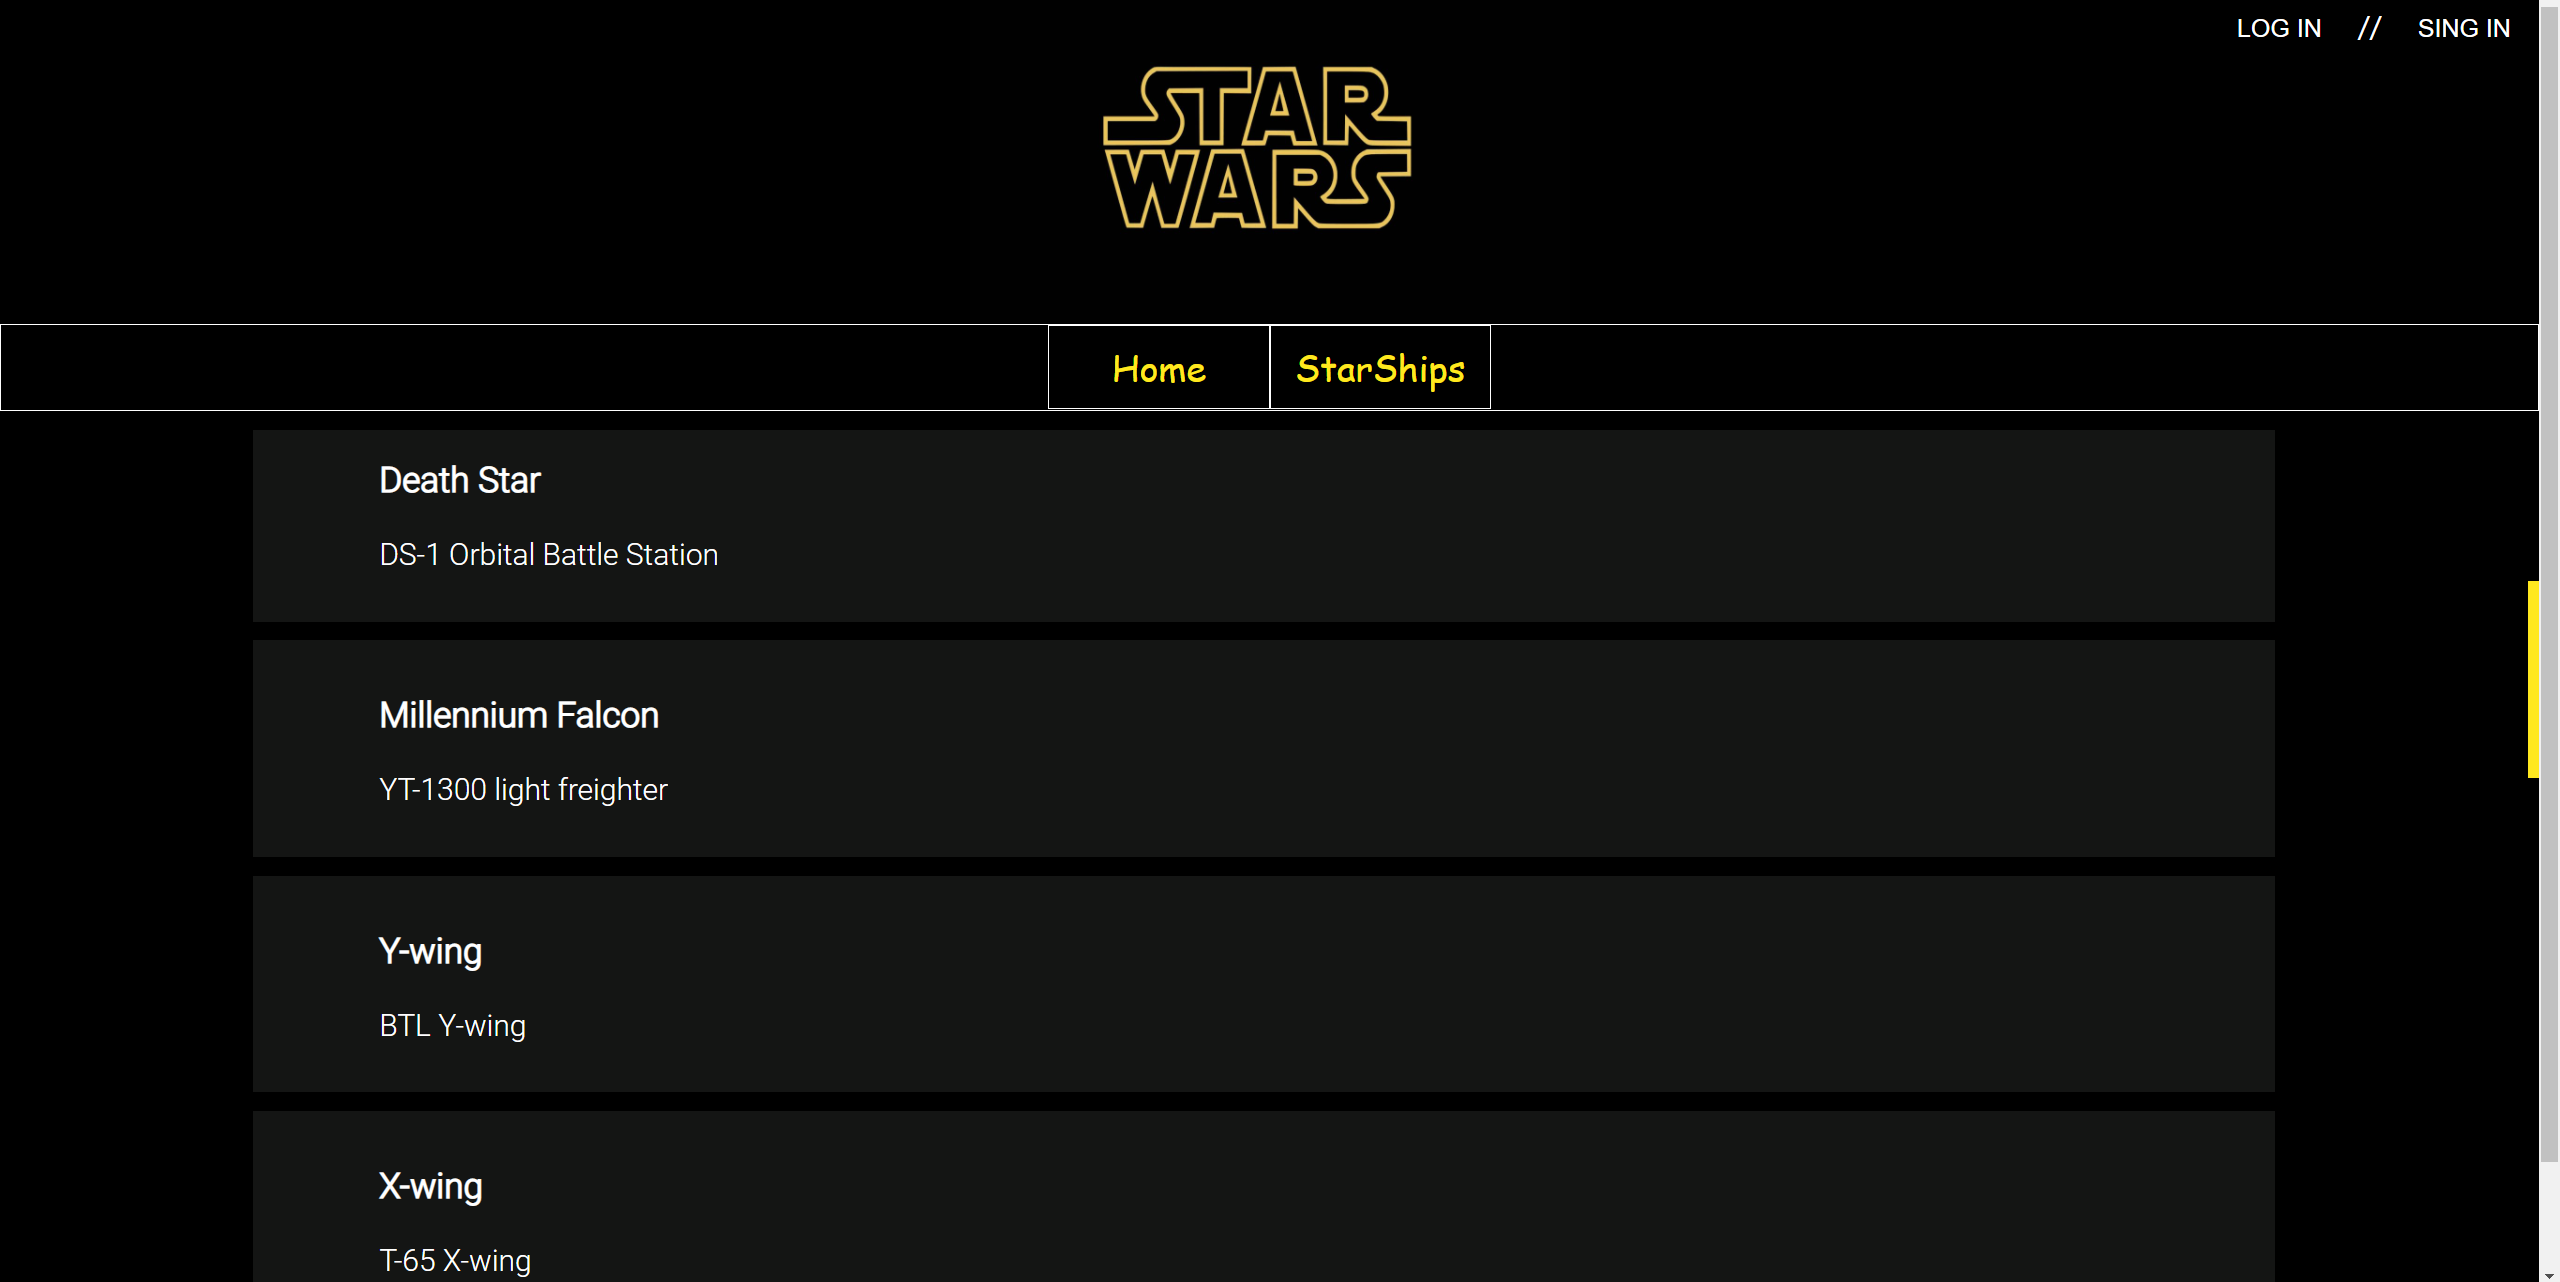 LOG IN // SING IN
STAR
WARS
Home StarShips
Death Star
DS-1 Orbital Battle Station
Millennium Falcon
YT-1300 light freighter
Y-wing
BTL Y-wing
X-wing
T-65 X-wing